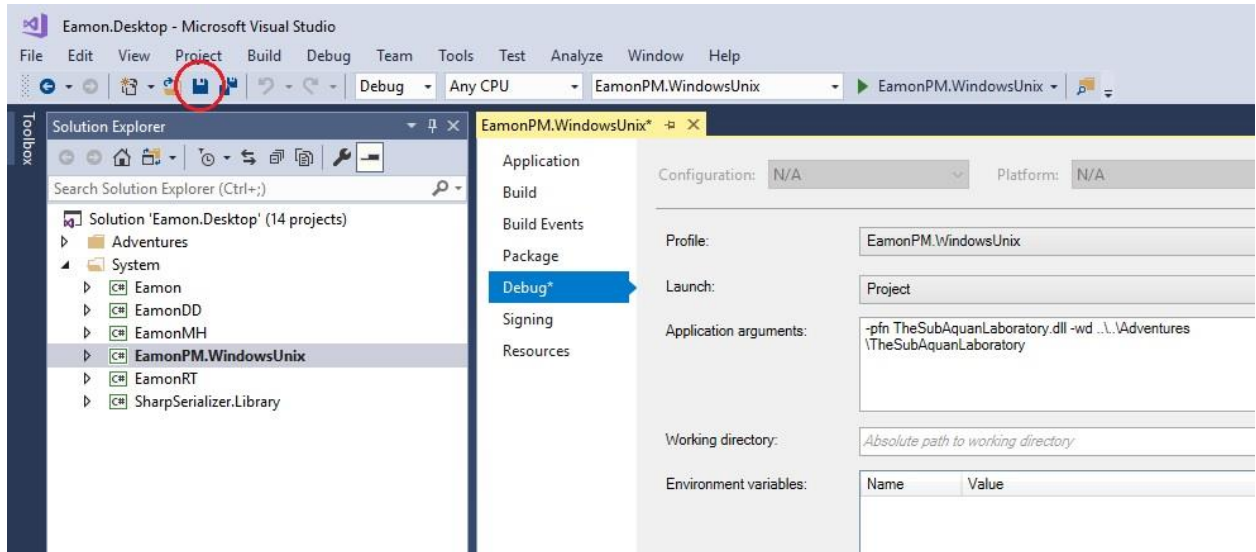 Eamon.Desktop - Microsoft Visual Studio
File Edit View Project Build Debug Team Tools Test Analyze Window Help
Debug Any CPU EamonPM.WindowsUnix EamonPM.WindowsUnix
Toolbox
Solution Explorer
Search Solution Explorer (Ctrl+;)
Solution 'Eamon.Desktop' (14 projects)
Adventures
System
C# Eamon
C# EamonDD
C# EamonMH
C# EamonPM.WindowsUnix
C# EamonRT
C# SharpSerializer.Library
EamonPM.WindowsUnix*
Application
Build
Build Events
Package
Debug*
Signing
Resources
Configuration: N/A Platform: N/A
Profile: EamonPM.WindowsUnix
Launch: Project
Application arguments: -pfn TheSubAquanLaboratory.dll -wd ..\..\Adventures
\TheSubAquanLaboratory
Working directory: Absolute path to working directory
Environment variables: Name Value